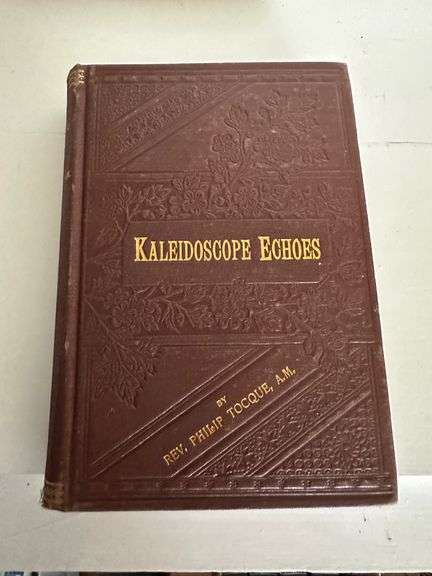 KALEIDOSCOPE ECHOES
BY
REV. PHILIP TOCQUE, A.M.